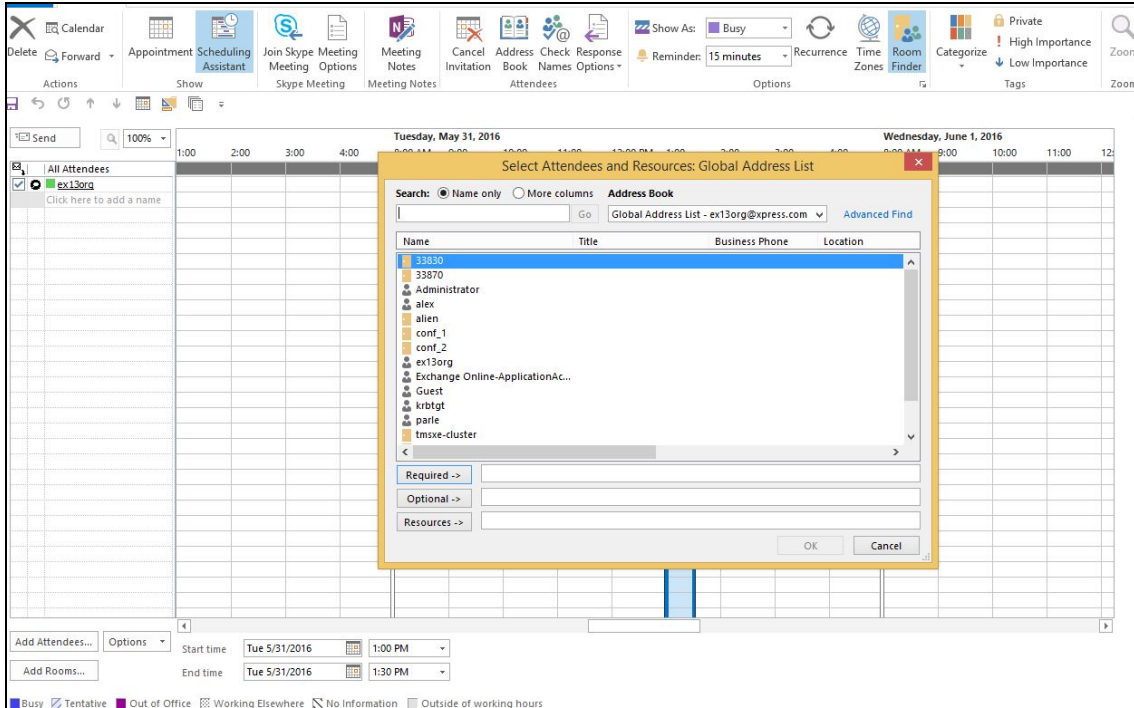 Calendar
Delete
Forward
Appointment
Scheduling Assistant
Join Skype Meeting
Meeting Options
Meeting Notes
Cancel Invitation
Address Book
Check Names
Response Options
Show As: Busy
Reminder: 15 minutes
Recurrence
Time Zones
Room Finder
Categorize
Private
High Importance
Low Importance
Actions
Show
Skype Meeting
Meeting Notes
Attendees
Options
Tags
Zoom
Send
100%
Tuesday, May 31, 2016
Wednesday, June 1, 2016
1:00 2:00 3:00 4:00
9:00 10:00 11:00 12:
All Attendees
ex13org
Click here to add a name
Select Attendees and Resources: Global Address List
Search: Name only More columns Address Book
Go Global Address List - ex13org@xpress.com Advanced Find
Name Title Business Phone Location
33830
33870
Administrator
alex
alien
conf_1
conf_2
ex13org
Exchange Online-ApplicationAc...
Guest
krbtgt
parle
tmsxe-cluster
Required ->
Optional ->
Resources ->
OK Cancel
Add Attendees... Options
Start time Tue 5/31/2016 1:00 PM
Add Rooms...
End time Tue 5/31/2016 1:30 PM
Busy Tentative Out of Office Working Elsewhere No Information Outside of working hours